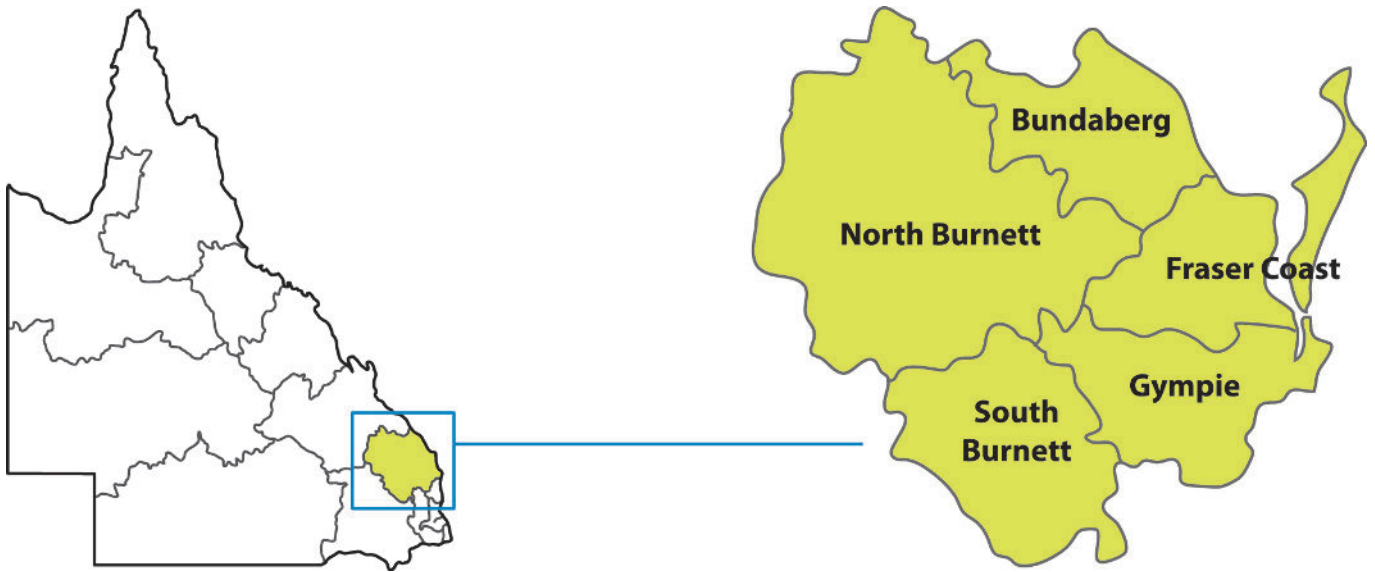 Bundaberg
North Burnett
Fraser Coast
Gympie
South
Burnett